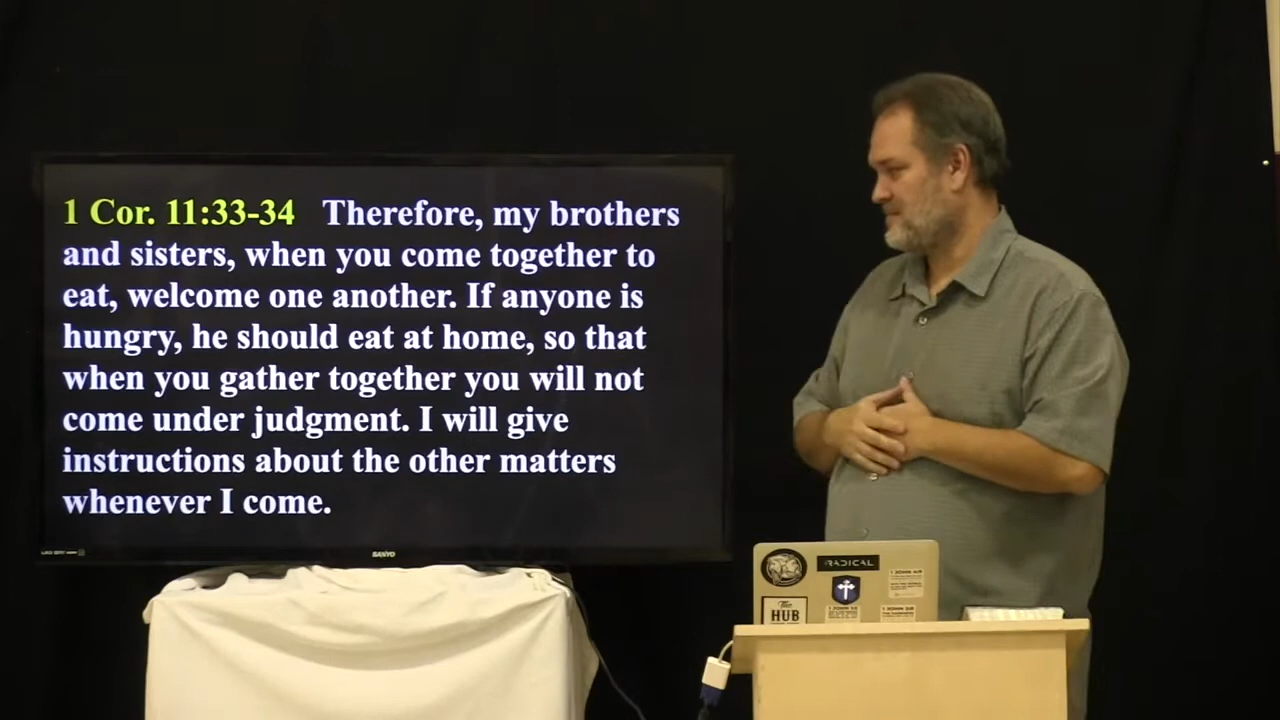 1 Cor. 11:33-34 Therefore, my brothers
and sisters, when you come together to
eat, welcome one another. If anyone is
hungry, he should eat at home, so that
when you gather together you will not
come under judgment. I will give
instructions about the other matters
whenever I come.
SANYO
RADICAL
The
HUB